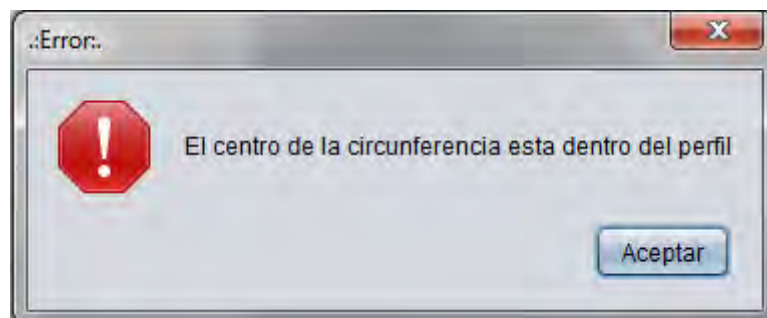 .:Error:.
El centro de la circunferencia esta dentro del perfil
Aceptar